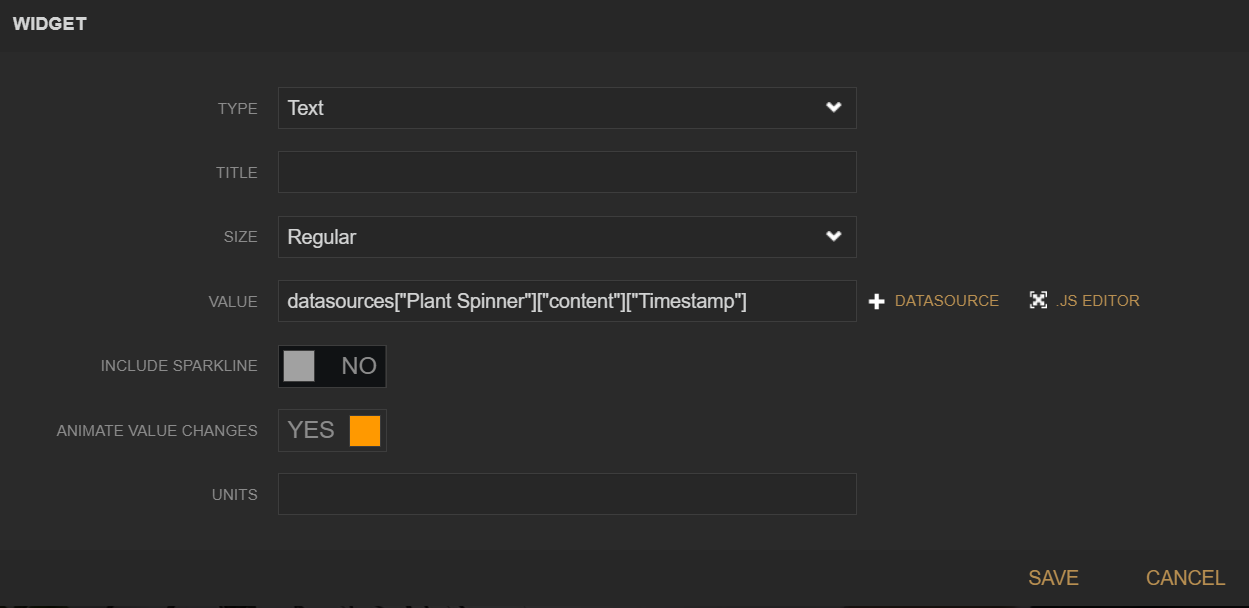 WIDGET
TYPE Text
TITLE
SIZE Regular
VALUE datasources["Plant Spinner"]["content"]["Timestamp"] DATASOURCE .JS EDITOR
INCLUDE SPARKLINE NO
ANIMATE VALUE CHANGES YES
UNITS
SAVE CANCEL